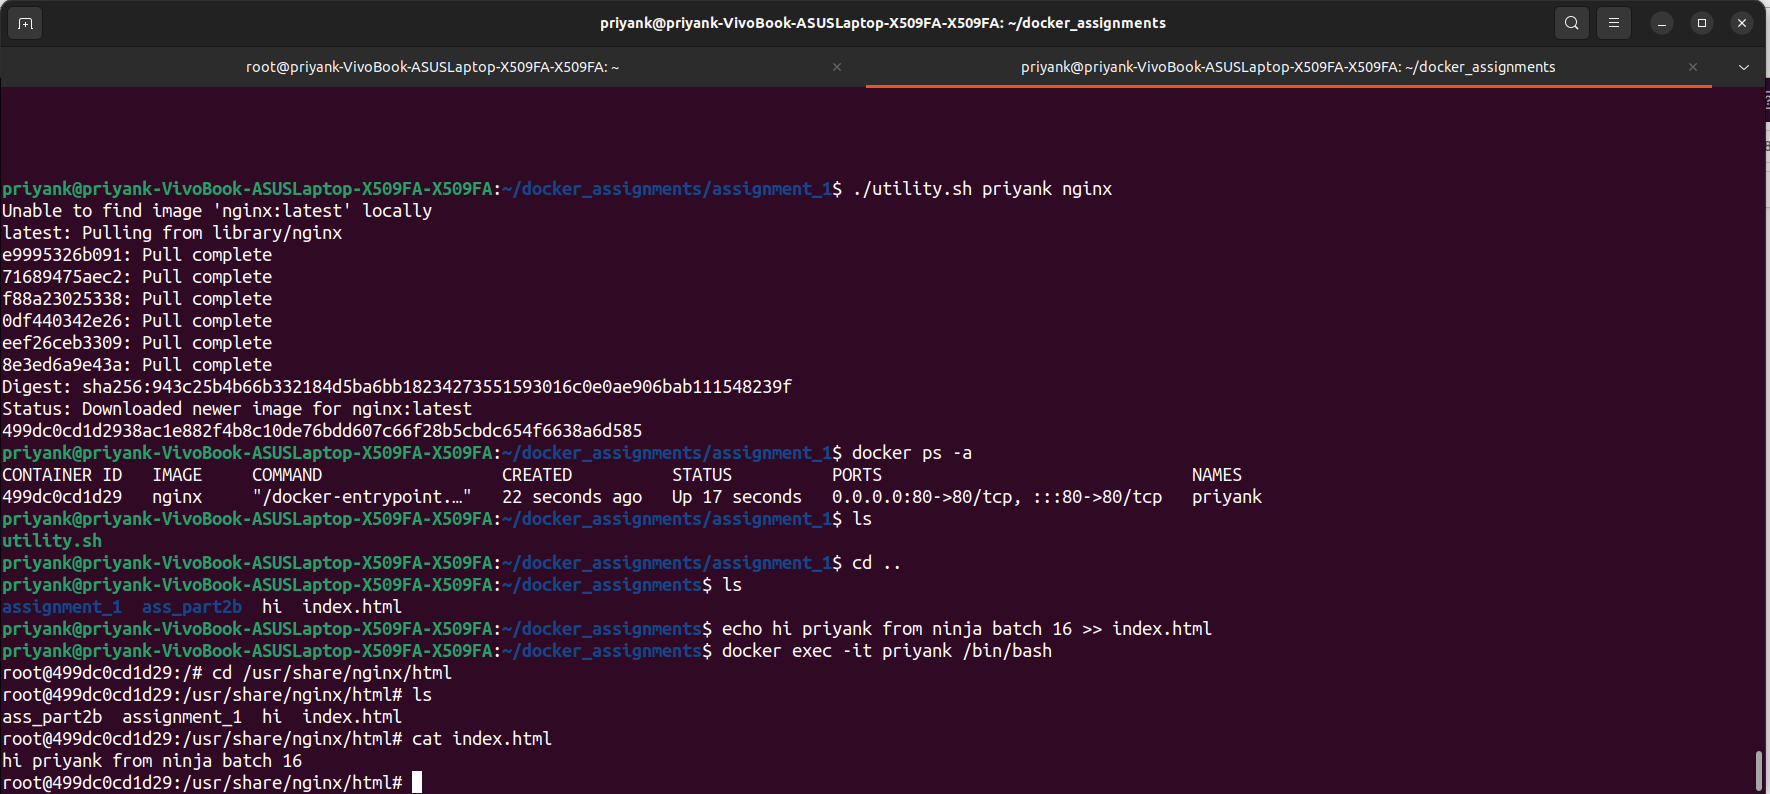 priyank@priyank-VivoBook-ASUSLaptop-X509FA-X509FA: ~/docker_assignments
root@priyank-VivoBook-ASUSLaptop-X509FA-X509FA: ~
priyank@priyank-VivoBook-ASUSLaptop-X509FA-X509FA: ~/docker_assignments
priyank@priyank-VivoBook-ASUSLaptop-X509FA-X509FA:~/docker_assignments/assignment_1$ ./utility.sh priyank nginx
Unable to find image 'nginx:latest' locally
latest: Pulling from library/nginx
e9995326b091: Pull complete
71689475aec2: Pull complete
f88a23025338: Pull complete
0df440342e26: Pull complete
eef26ceb3309: Pull complete
8e3ed6a9e43a: Pull complete
Digest: sha256:943c25b4b66b332184d5ba6bb18234273551593016c0e0ae906bab111548239f
Status: Downloaded newer image for nginx:latest
499dc0cd1d2938ac1e882f4b8c10de76bdd607c66f28b5cbdc654f6638a6d585
priyank@priyank-VivoBook-ASUSLaptop-X509FA-X509FA:~/docker_assignments/assignment_1$ docker ps -a
CONTAINER ID   IMAGE     COMMAND                  CREATED          STATUS          PORTS                               NAMES
499dc0cd1d29   nginx     "/docker-entrypoint.…"   22 seconds ago   Up 17 seconds   0.0.0.0:80->80/tcp, :::80->80/tcp   priyank
priyank@priyank-VivoBook-ASUSLaptop-X509FA-X509FA:~/docker_assignments/assignment_1$ ls
utility.sh
priyank@priyank-VivoBook-ASUSLaptop-X509FA-X509FA:~/docker_assignments/assignment_1$ cd ..
priyank@priyank-VivoBook-ASUSLaptop-X509FA-X509FA:~/docker_assignments$ ls
assignment_1  ass_part2b  hi  index.html
priyank@priyank-VivoBook-ASUSLaptop-X509FA-X509FA:~/docker_assignments$ echo hi priyank from ninja batch 16 >> index.html
priyank@priyank-VivoBook-ASUSLaptop-X509FA-X509FA:~/docker_assignments$ docker exec -it priyank /bin/bash
root@499dc0cd1d29:/# cd /usr/share/nginx/html
root@499dc0cd1d29:/usr/share/nginx/html# ls
ass_part2b  assignment_1  hi  index.html
root@499dc0cd1d29:/usr/share/nginx/html# cat index.html
hi priyank from ninja batch 16
root@499dc0cd1d29:/usr/share/nginx/html#